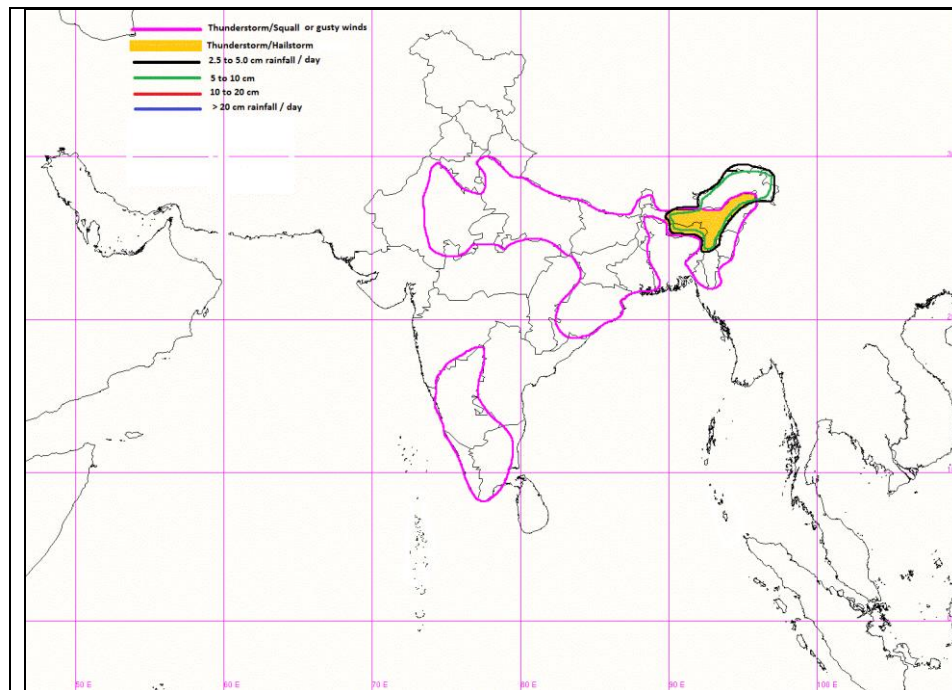 Thunderstorm/Squall or gusty winds
Thunderstorm/Hailstorm
2.5 to 5.0 cm rainfall / day
5 to 10 cm
10 to 20 cm
> 20 cm rainfall / day
50 E
60 E
70 E
80 E
90 E
100 E